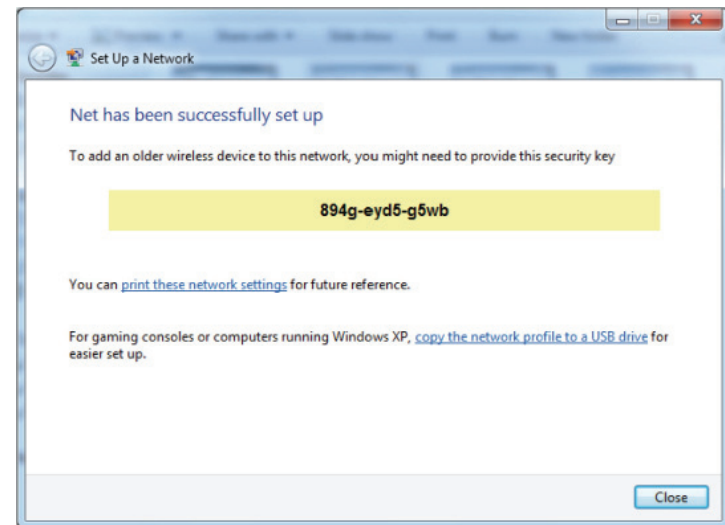 Set Up a Network
Net has been successfully set up
To add an older wireless device to this network, you might need to provide this security key
894g-eyd5-g5wb
You can print these network settings for future reference.
For gaming consoles or computers running Windows XP, copy the network profile to a USB drive for
easier set up.
Close